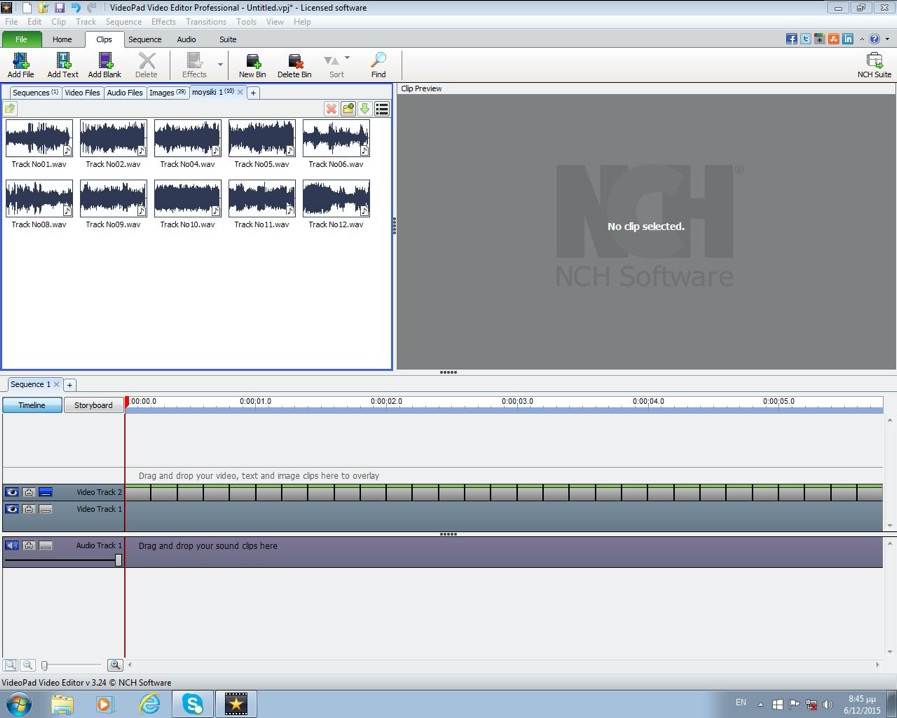 VideoPad Video Editor Professional - Untitled.vpj* - Licensed software
File Edit Clip Track Sequence Effects Transitions Tools View Help
File Home Clips Sequence Audio Suite
Add File Add Text Add Blank Delete Effects New Bin Delete Bin Sort Find NCH Suite
Sequences (1) Video Files Audio Files Images (29) moysiki 1 (10) × +
Clip Preview
Track No01.wav Track No02.wav Track No04.wav Track No05.wav Track No06.wav
Track No08.wav Track No09.wav Track No10.wav Track No11.wav Track No12.wav
NCH®
No clip selected.
NCH Software
Sequence 1 × +
Timeline Storyboard
0:00:00.0 0:00:01.0 0:00:02.0 0:00:03.0 0:00:04.0 0:00:05.0
Drag and drop your video, text and image clips here to overlay
Video Track 2
Video Track 1
Audio Track 1 Drag and drop your sound clips here
VideoPad Video Editor v 3.24 © NCH Software
EN
8:45 μμ
6/12/2015